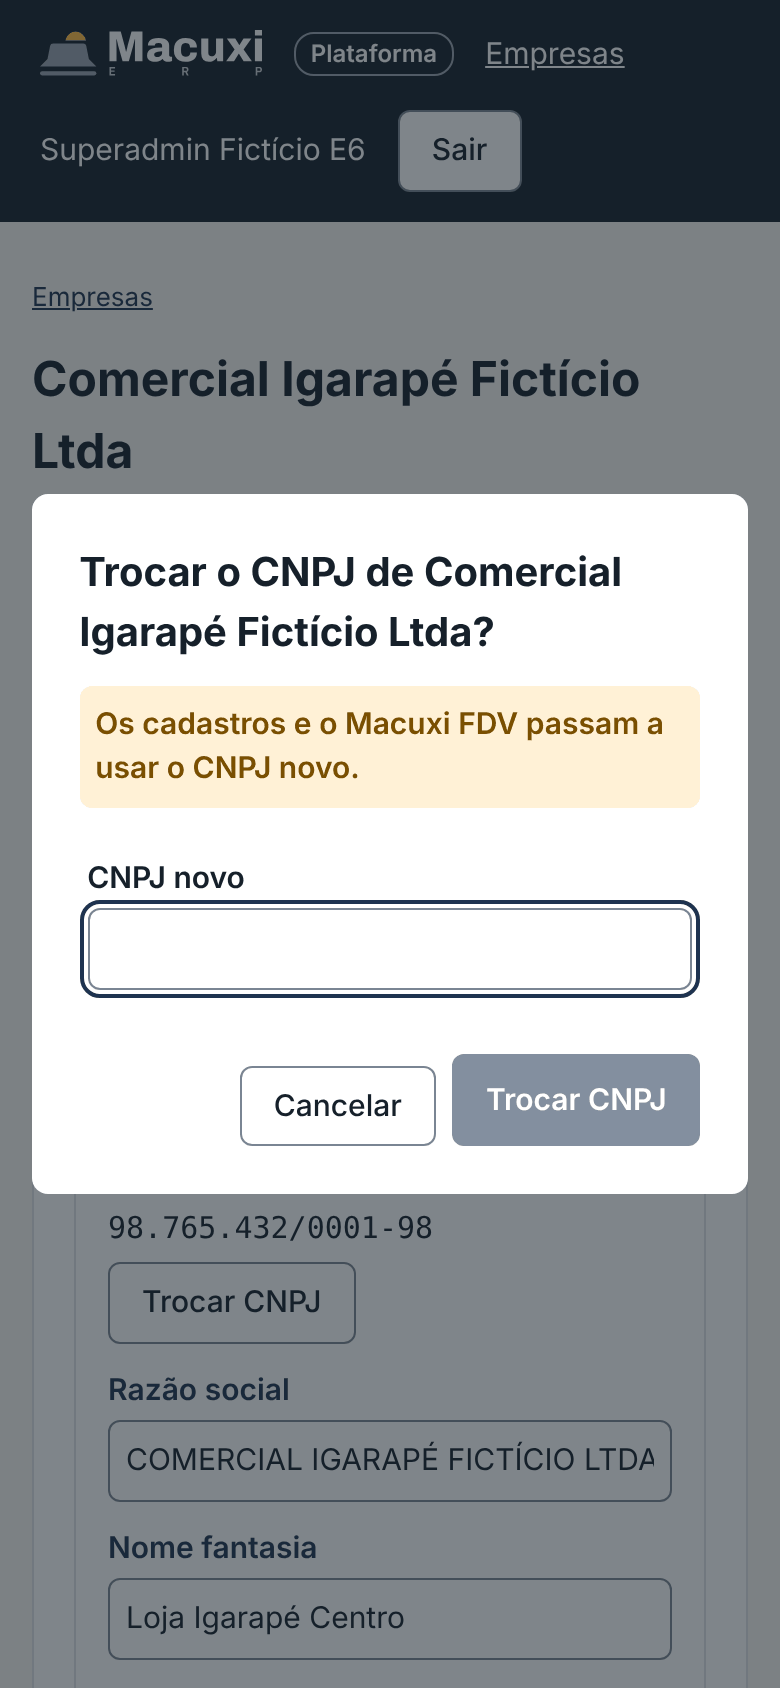 Macuxi
E R P
Plataforma
Empresas
Superadmin Fictício E6
Sair
Empresas
Comercial Igarapé Fictício
Ltda
Trocar o CNPJ de Comercial
Igarapé Fictício Ltda?
Os cadastros e o Macuxi FDV passam a
usar o CNPJ novo.
CNPJ novo
Cancelar
Trocar CNPJ
98.765.432/0001-98
Trocar CNPJ
Razão social
COMERCIAL IGARAPÉ FICTÍCIO LTDA
Nome fantasia
Loja Igarapé Centro